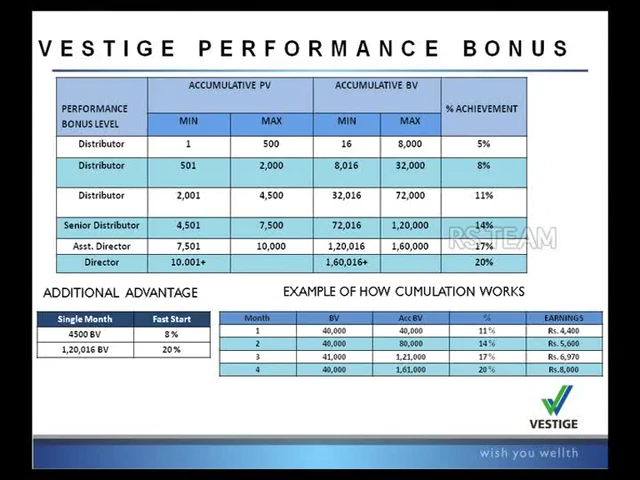 VESTIGE PERFORMANCE BONUS
PERFORMANCE BONUS LEVEL ACCUMULATIVE PV ACCUMULATIVE BV % ACHIEVEMENT
MIN MAX MIN MAX
Distributor 1 500 16 8,000 5%
Distributor 501 2,000 8,016 32,000 8%
Distributor 2,001 4,500 32,016 72,000 11%
Senior Distributor 4,501 7,500 72,016 1,20,000 14%
RS TEAM
Asst. Director 7,501 10,000 1,20,016 1,60,000 17%
Director 10.001+ 1,60,016+ 20%
ADDITIONAL ADVANTAGE
Single Month Fast Start
4500 BV 8 %
1,20,016 BV 20 %
EXAMPLE OF HOW CUMULATION WORKS
Month BV Acc BV % EARNINGS
1 40,000 40,000 11 % Rs. 4,400
2 40,000 80,000 14 % Rs. 5,600
3 41,000 1,21,000 17 % Rs. 6,970
4 40,000 1,61,000 20 % Rs.8,000
VESTIGE
wish you wellth